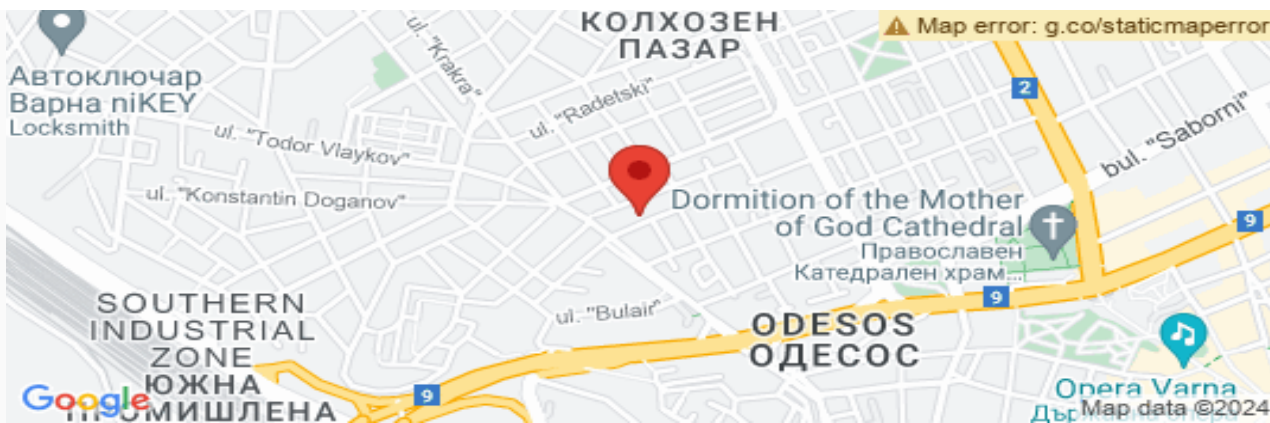 КОЛХОЗЕН
ПАЗАР
Map error: g.co/staticmaperror
Автоключар
Варна niKEY
Locksmith
ul. "Krakra"
ul. "Radetski"
2
bul. "Saborni"
ul. "Todor Vlaykov"
ul. "Konstantin Doganov"
Dormition of the Mother
of God Cathedral
Православен
Катедрален храм...
9
9
SOUTHERN
INDUSTRIAL
ZONE
ЮЖНА
ПРОМИШЛЕНА
ul. "Bulair"
ODESOS
ОДЕСОС
9
Opera Varna
Google
Map data ©2024